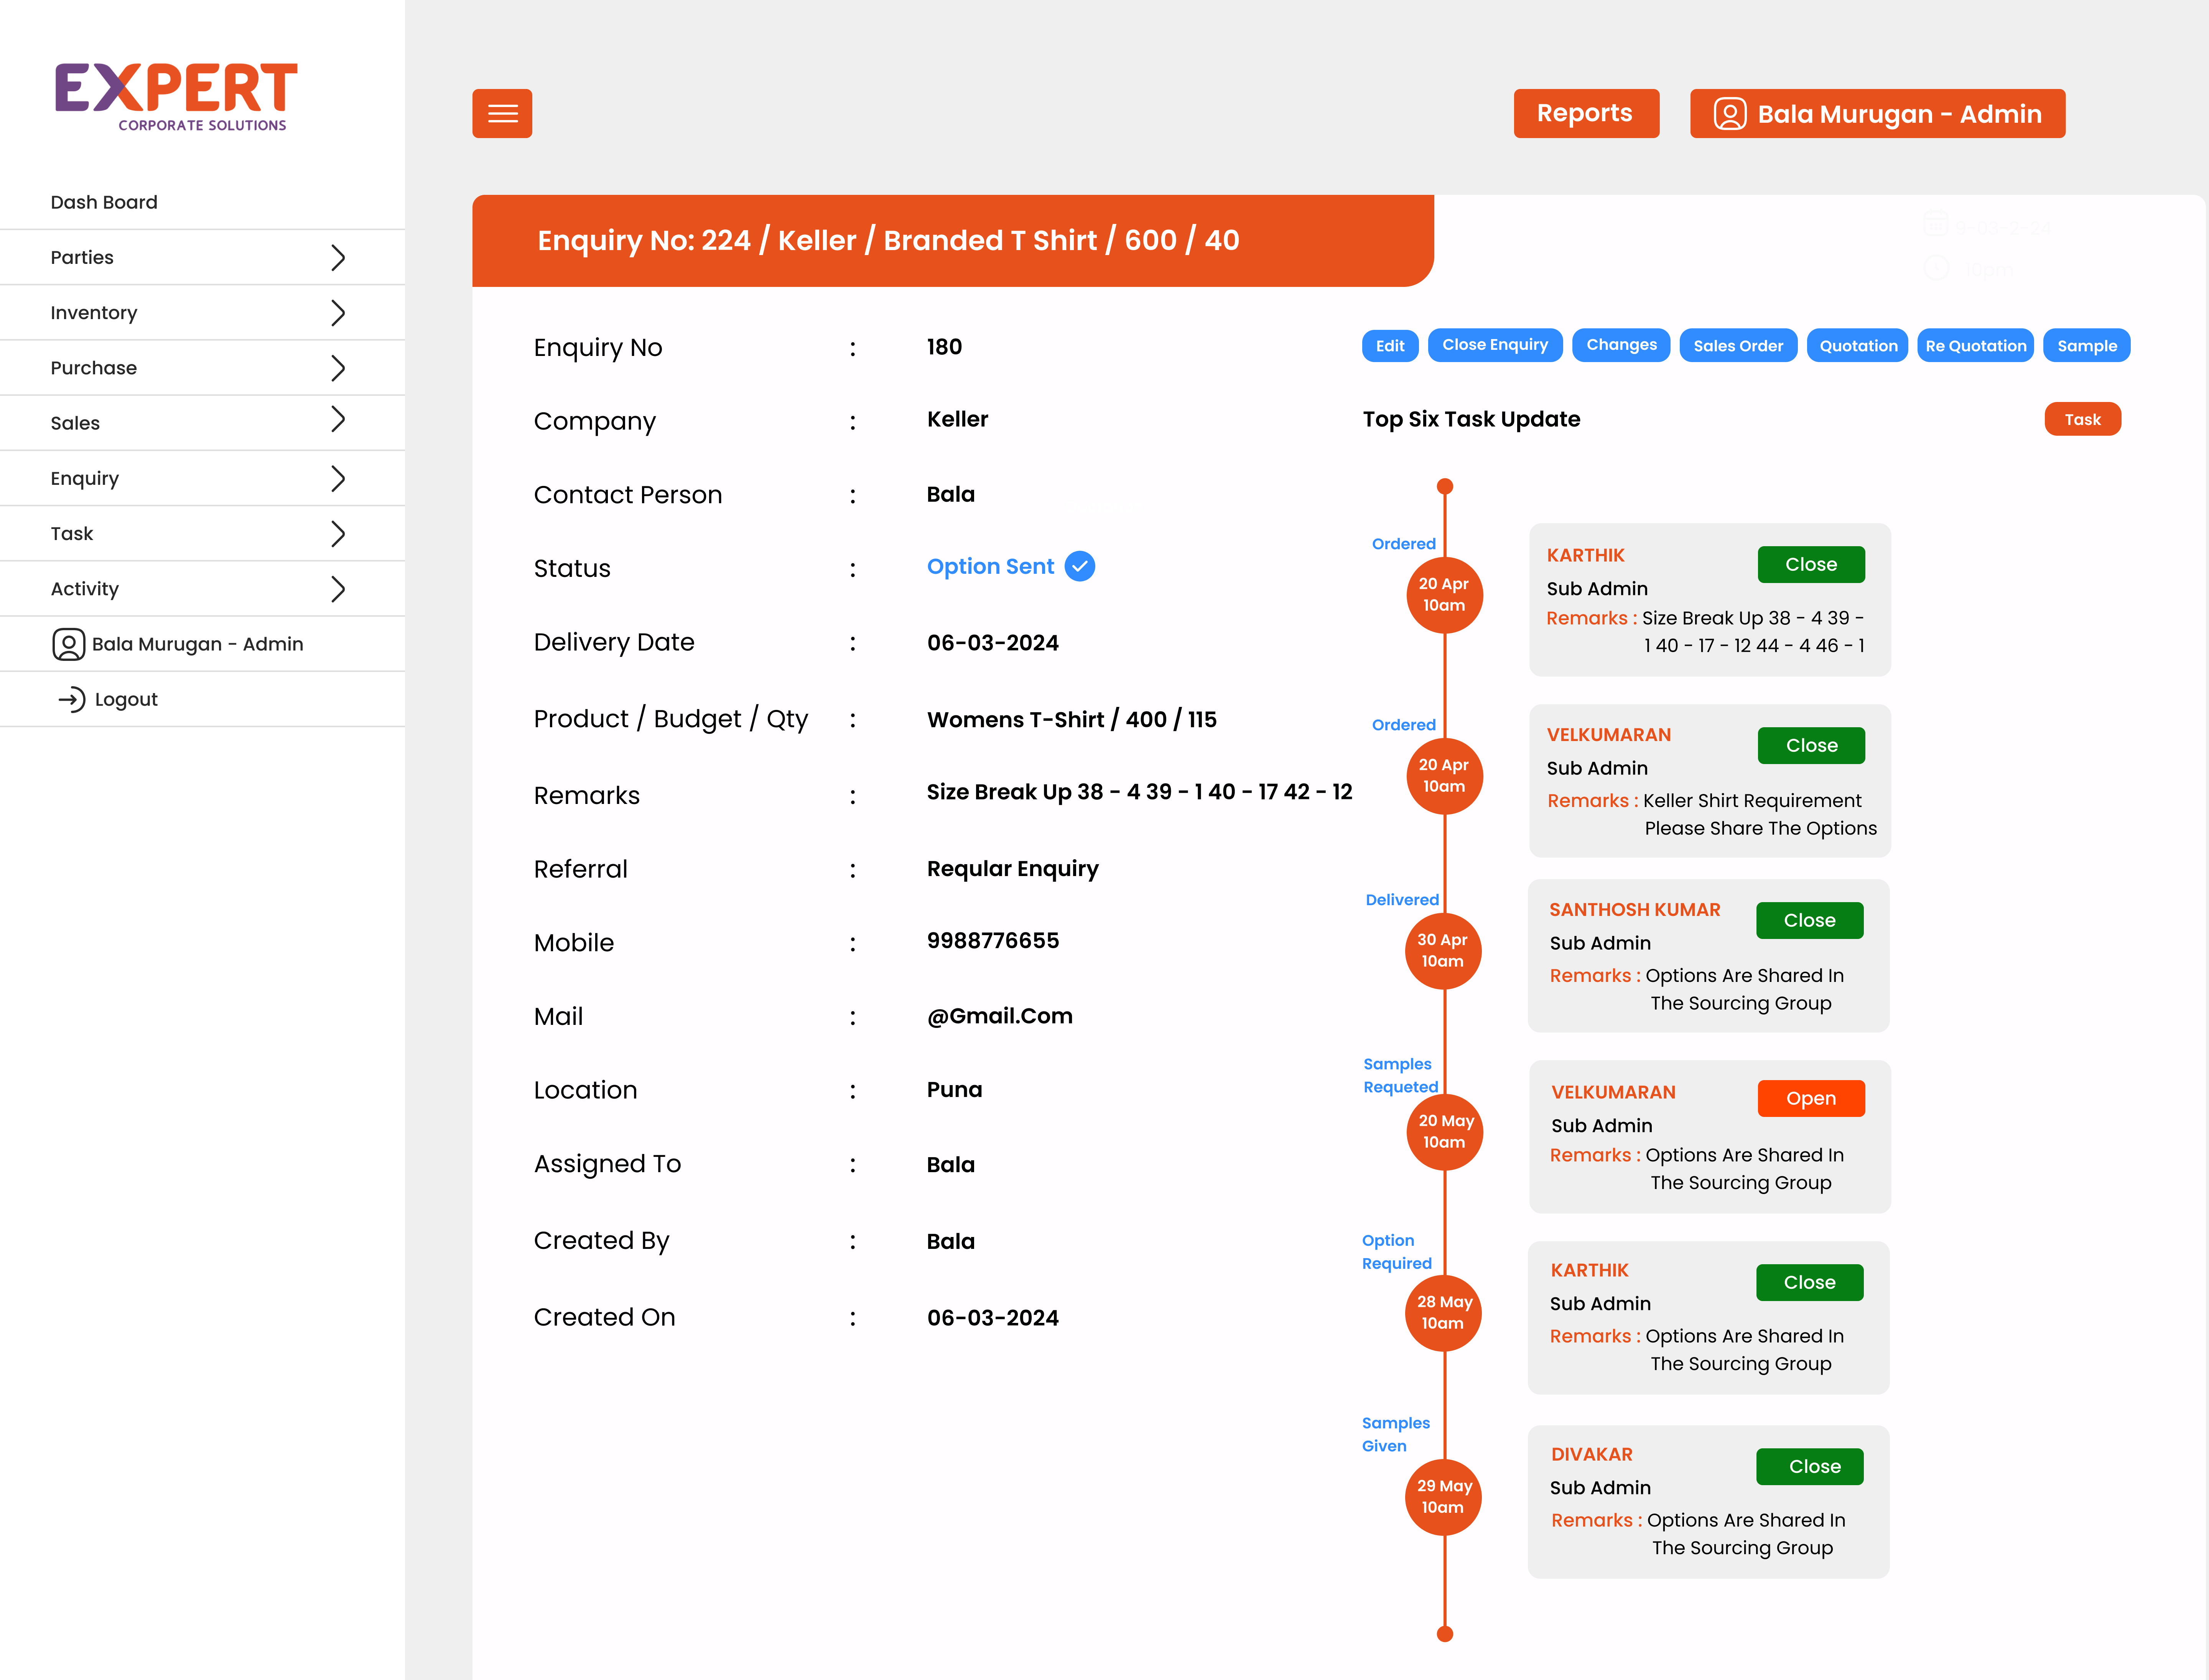 EXPERT
CORPORATE SOLUTIONS
Dash Board
Parties
Inventory
Purchase
Sales
Enquiry
Task
Activity
Bala Murugan - Admin
Logout
Reports
Bala Murugan - Admin
Enquiry No: 224 / Keller / Branded T Shirt / 600 / 40
Enquiry No : 180
Company : Keller
Contact Person : Bala
Status : Option Sent
Delivery Date : 06-03-2024
Product / Budget / Qty : Womens T-Shirt / 400 / 115
Remarks : Size Break Up 38 - 4 39 - 1 40 - 17 42 - 12
Referral : Reqular Enquiry
Mobile : 9988776655
Mail : @Gmail.Com
Location : Puna
Assigned To : Bala
Created By : Bala
Created On : 06-03-2024
Edit
Close Enquiry
Changes
Sales Order
Quotation
Re Quotation
Sample
Top Six Task Update
Task
Ordered
20 Apr
10am
KARTHIK
Close
Sub Admin
Remarks : Size Break Up 38 - 4 39 -
1 40 - 17 - 12 44 - 4 46 - 1
Ordered
20 Apr
10am
VELKUMARAN
Close
Sub Admin
Remarks : Keller Shirt Requirement
Please Share The Options
Delivered
30 Apr
10am
SANTHOSH KUMAR
Close
Sub Admin
Remarks : Options Are Shared In
The Sourcing Group
Samples
Requeted
20 May
10am
VELKUMARAN
Open
Sub Admin
Remarks : Options Are Shared In
The Sourcing Group
Option
Required
28 May
10am
KARTHIK
Close
Sub Admin
Remarks : Options Are Shared In
The Sourcing Group
Samples
Given
29 May
10am
DIVAKAR
Close
Sub Admin
Remarks : Options Are Shared In
The Sourcing Group